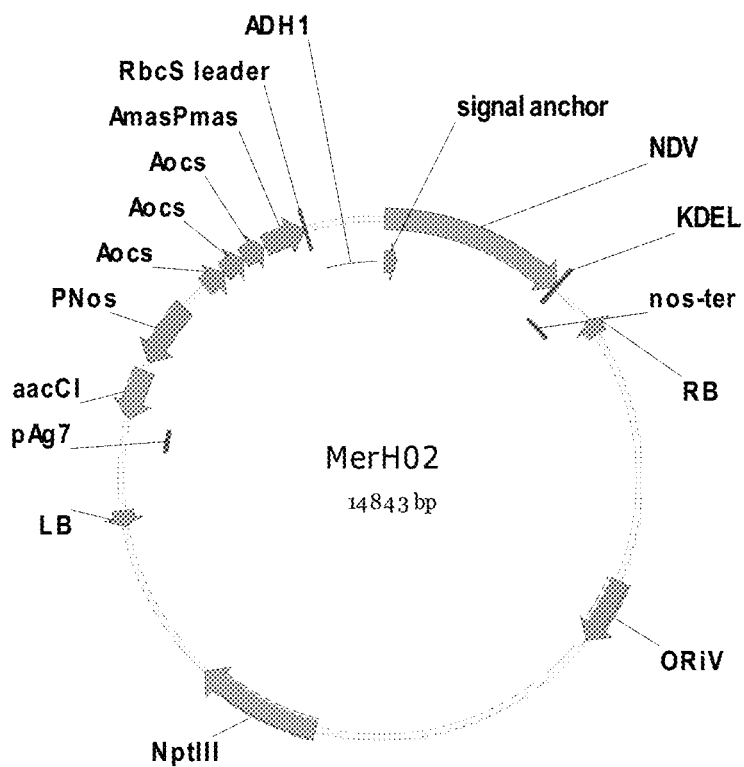 ADH1
RbcS leader
AmasPmas
Aocs
Aocs
Aocs
PNos
aacCI
pAg7
LB
NptIII
signal anchor
NDV
KDEL
nos-ter
RB
ORiV
MerH02
14843 bp